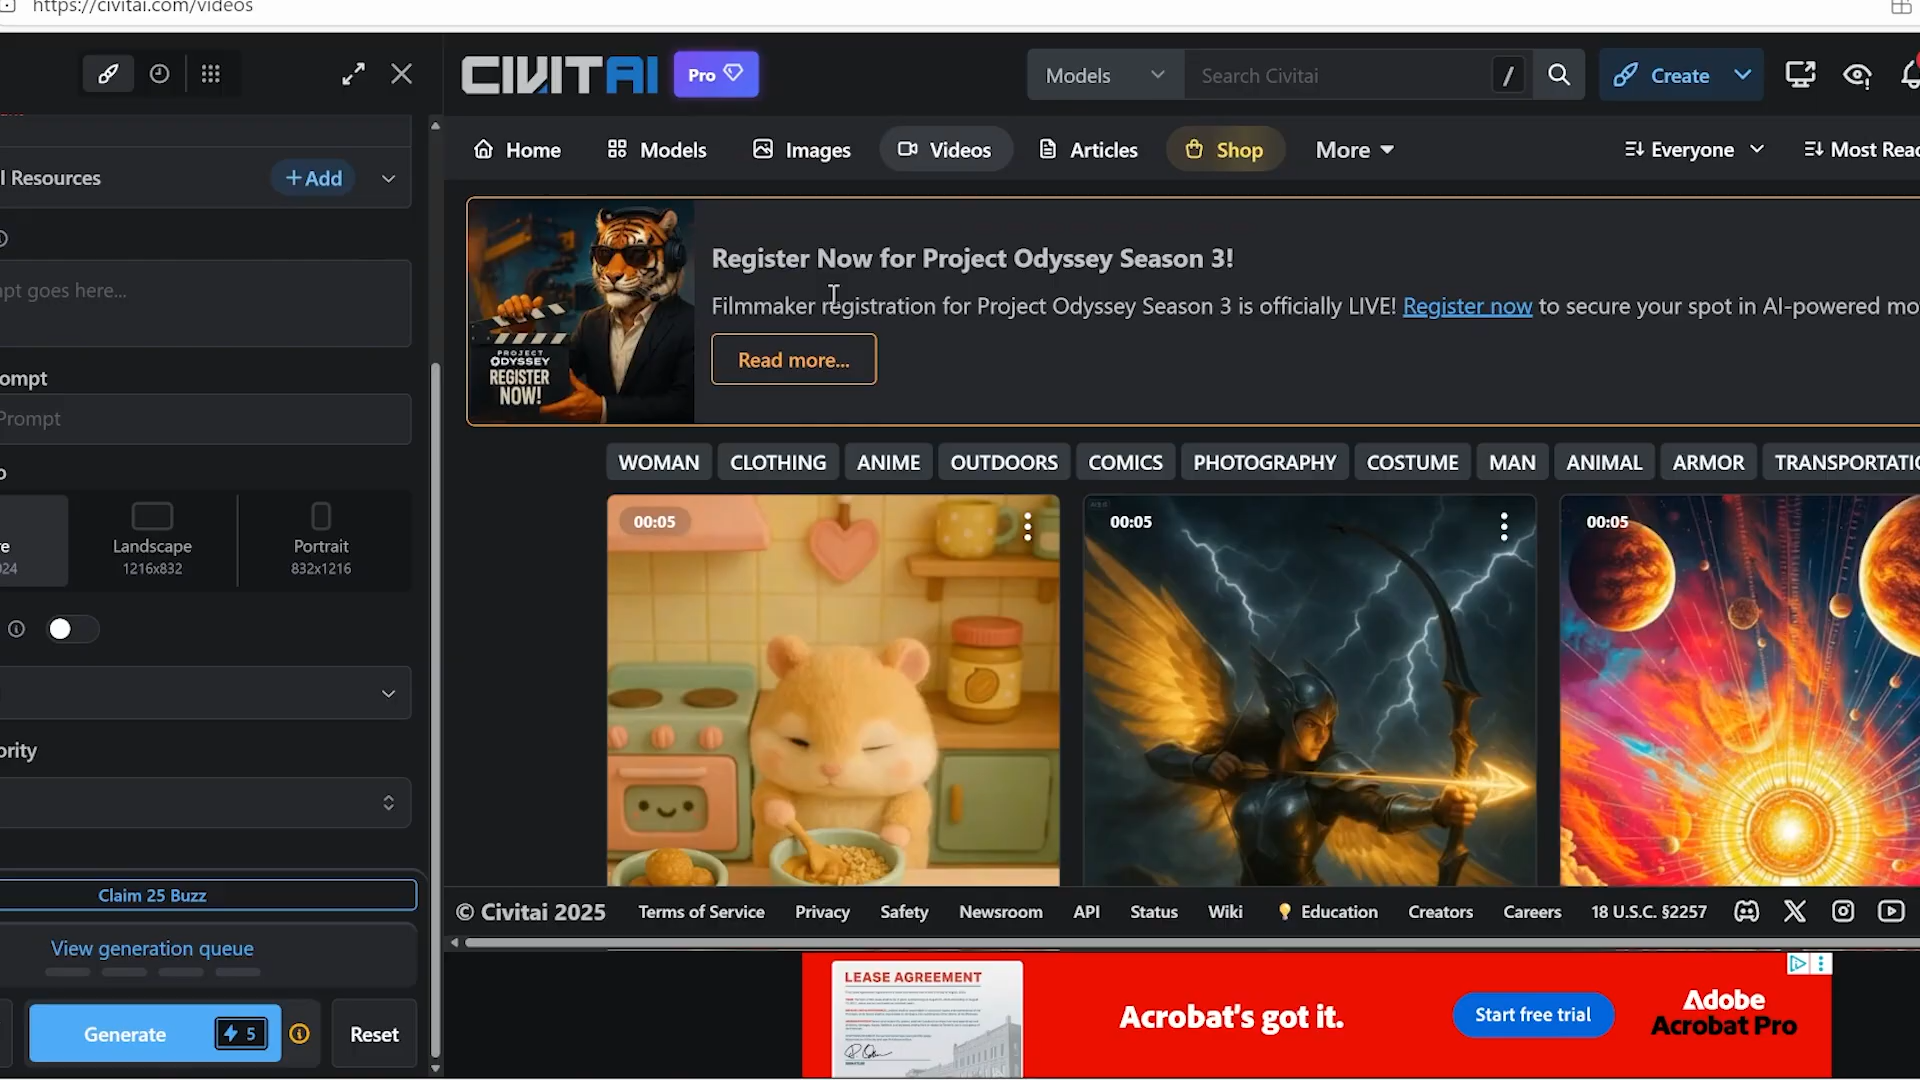 https://civitai.com/videos
CIVITAI
Pro
Models
Search Civitai
/
Create
Home
Models
Images
Videos
Articles
Shop
More
Everyone
Most Reac
l Resources
+ Add
pt goes here...
ompt
Prompt
o
re
024
Landscape
1216x832
Portrait
832x1216
ority
Claim 25 Buzz
View generation queue
Generate
5
Reset
PROJECT
ODYSSEY
REGISTER
NOW!
Register Now for Project Odyssey Season 3!
Filmmaker registration for Project Odyssey Season 3 is officially LIVE! Register now to secure your spot in AI-powered mo
Read more...
WOMAN
CLOTHING
ANIME
OUTDOORS
COMICS
PHOTOGRAPHY
COSTUME
MAN
ANIMAL
ARMOR
TRANSPORTATIO
00:05
00:05
00:05
© Civitai 2025
Terms of Service
Privacy
Safety
Newsroom
API
Status
Wiki
Education
Creators
Careers
18 U.S.C. §2257
LEASE AGREEMENT
Acrobat's got it.
Start free trial
Adobe
Acrobat Pro